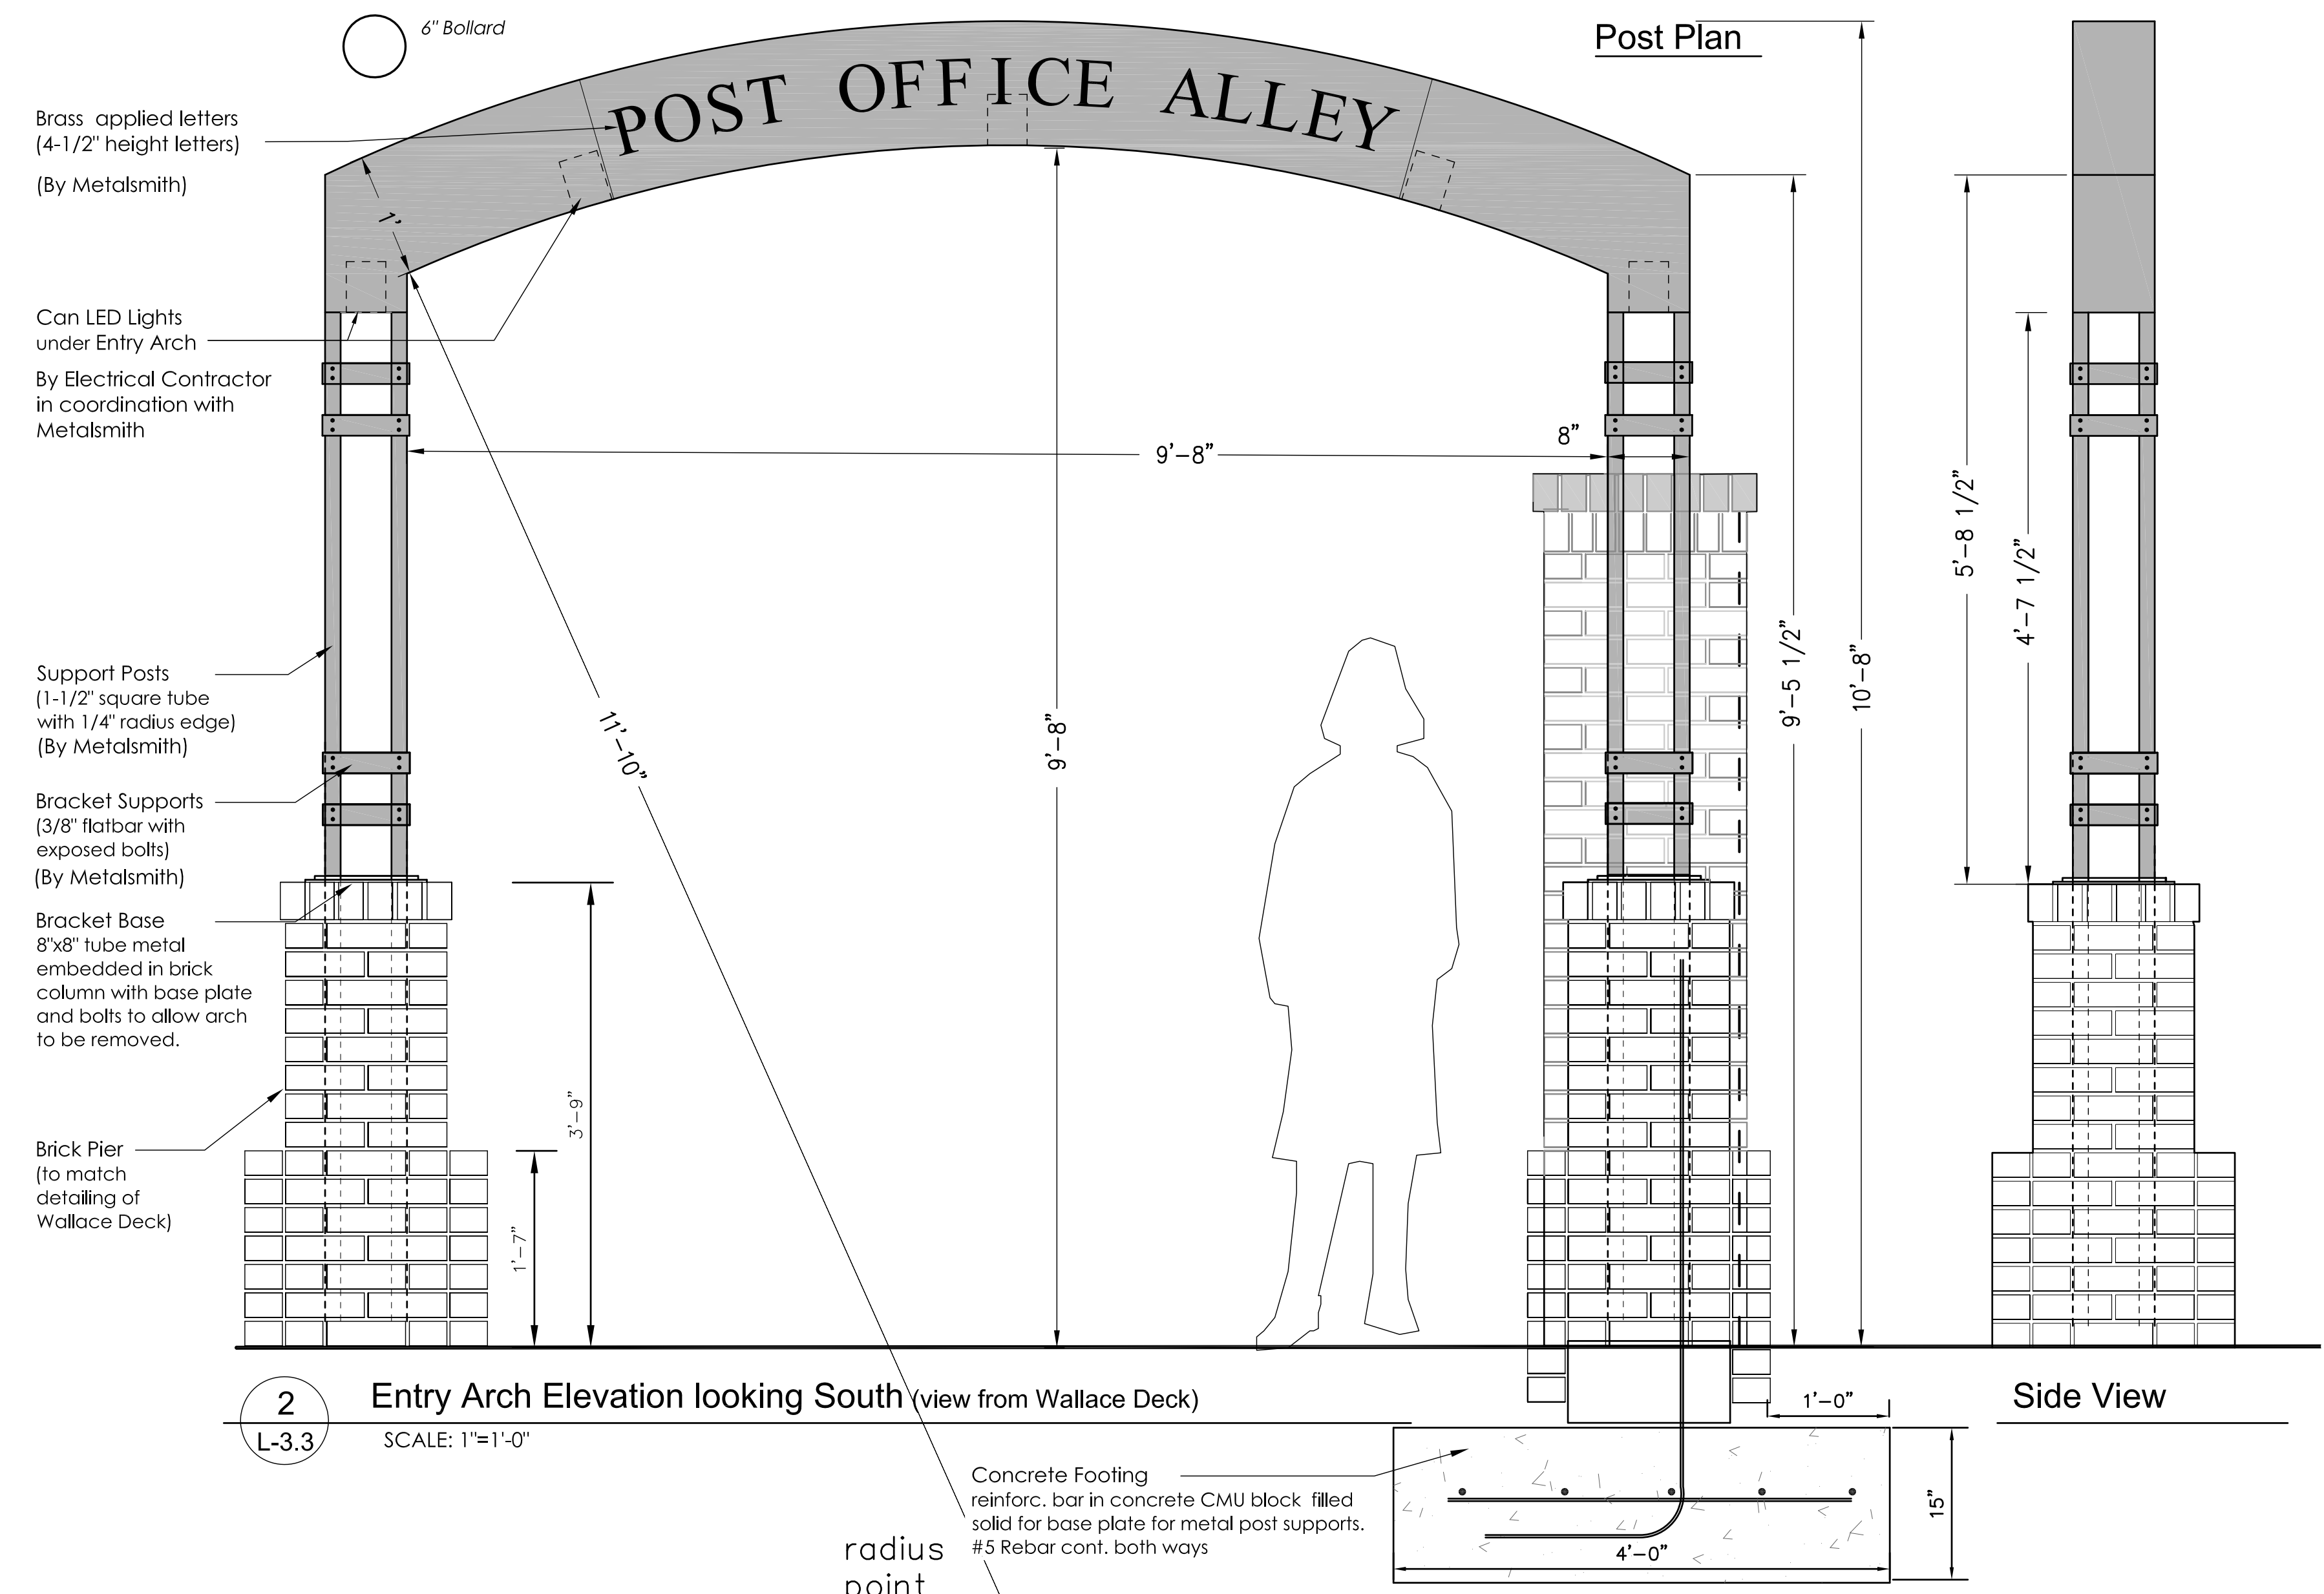 6" Bollard
Post Plan
POST OFFICE ALLEY
Brass applied letters
(4-1/2" height letters)
(By Metalsmith)
1'
Can LED Lights
under Entry Arch
By Electrical Contractor
in coordination with
Metalsmith
8"
9'-8"
5'-8 1/2"
4'-7 1/2"
9'-5 1/2"
10'-8"
Support Posts
(1-1/2" square tube
with 1/4" radius edge)
(By Metalsmith)
11'-10"
9'-8"
Bracket Supports
(3/8" flatbar with
exposed bolts)
(By Metalsmith)
Bracket Base
8"x8" tube metal
embedded in brick
column with base plate
and bolts to allow arch
to be removed.
3'-9"
Brick Pier
(to match
detailing of
Wallace Deck)
1'-7"
2
L-3.3
Entry Arch Elevation looking South (view from Wallace Deck)
SCALE: 1"=1'-0"
1'-0"
Side View
Concrete Footing
reinforc. bar in concrete CMU block filled
solid for base plate for metal post supports.
#5 Rebar cont. both ways
15"
4'-0"
radius
point